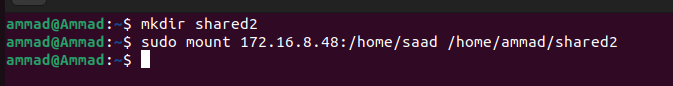 ammad@Ammad:~$ mkdir shared2
ammad@Ammad:~$ sudo mount 172.16.8.48:/home/saad /home/ammad/shared2
ammad@Ammad:~$